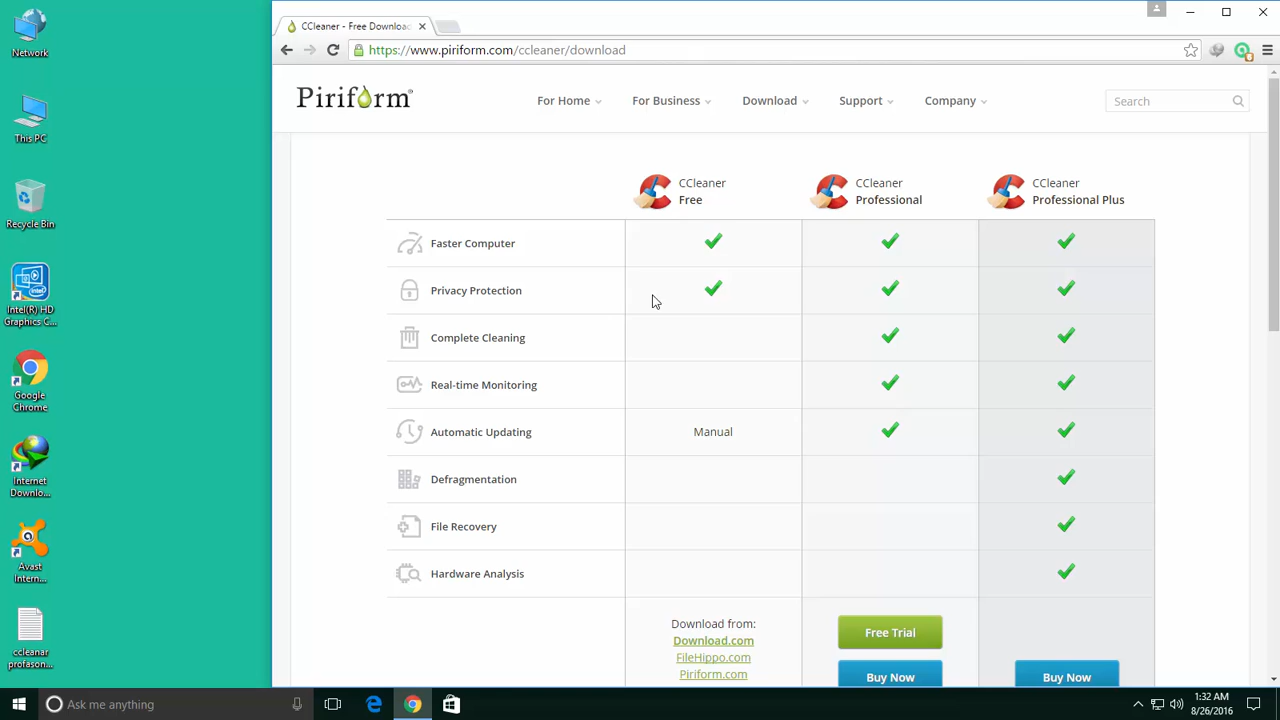 CCleaner - Free Download
https://www.piriform.com/ccleaner/download
Piriform
For Home
For Business
Download
Support
Company
Search
CCleaner
Free
CCleaner
Professional
CCleaner
Professional Plus
Faster Computer
Privacy Protection
Complete Cleaning
Real-time Monitoring
Automatic Updating
Manual
Defragmentation
File Recovery
Hardware Analysis
Download from:
Download.com
FileHippo.com
Piriform.com
Free Trial
Buy Now
Buy Now
Network
This PC
Recycle Bin
Intel(R) HD
Graphics C...
Google
Chrome
Internet
Downlo...
Avast
Intern...
ccleanar
profason...
Ask me anything
1:32 AM
8/26/2016